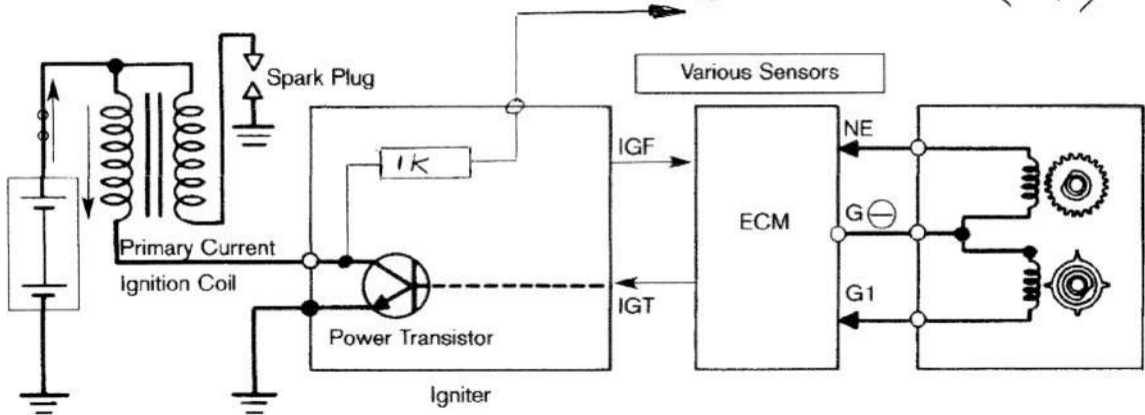 Spark Plug
Various Sensors
1K
IGF
NE
ECM
G ⊖
Primary Current
Ignition Coil
IGT
G1
Power Transistor
Igniter